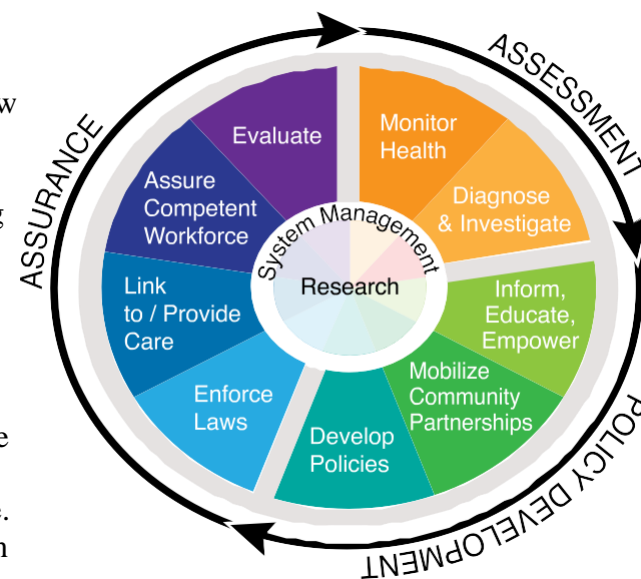 ASSESSMENT
POLICY DEVELOPMENT
ASSURANCE
Monitor
Health
Diagnose
& Investigate
Inform,
Educate,
Empower
Mobilize
Community
Partnerships
Develop
Policies
Enforce
Laws
Link
to / Provide
Care
Assure
Competent
Workforce
Evaluate
System Management
Research